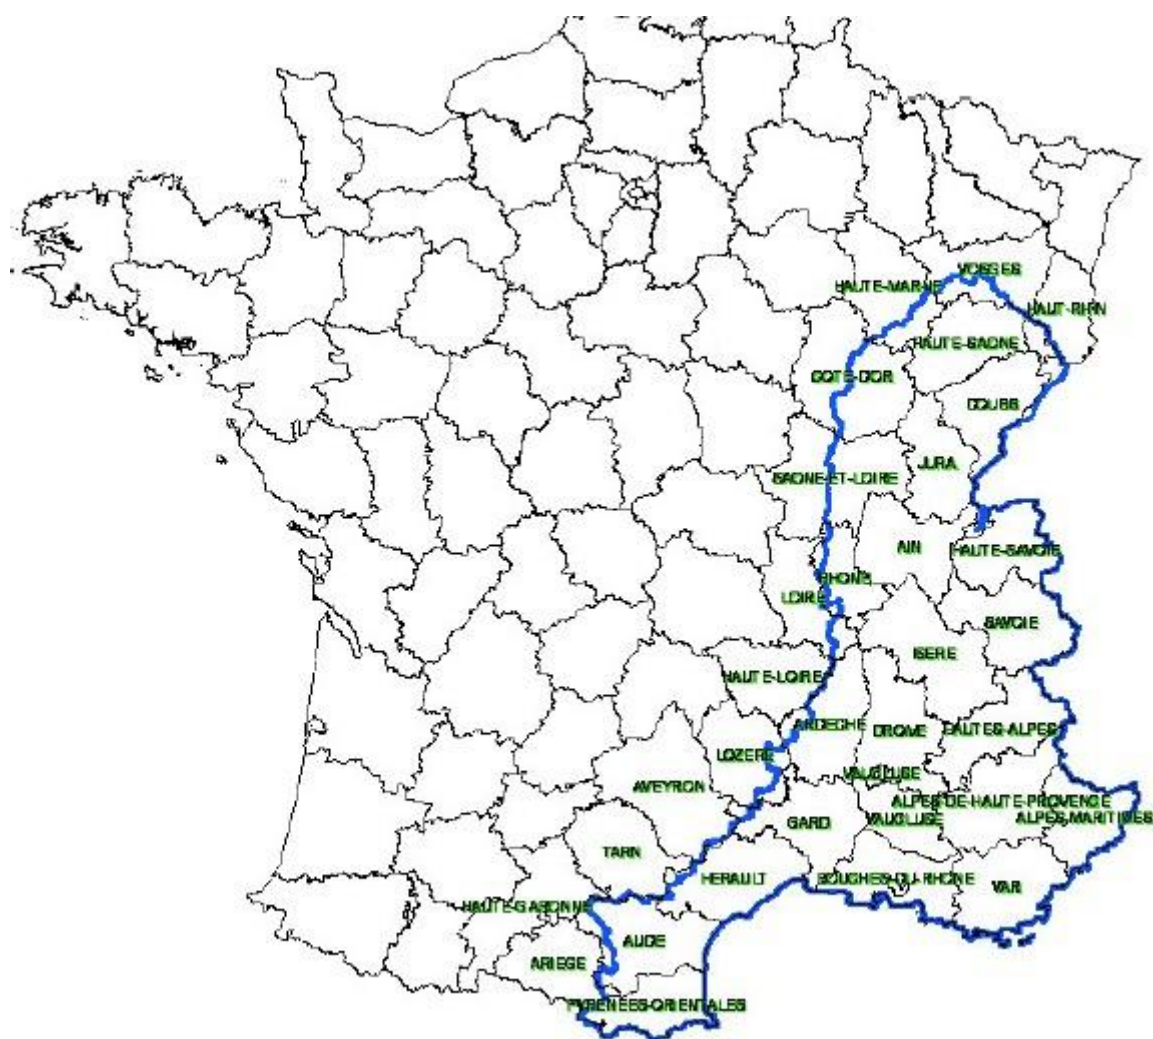 VOSGES
HAUTE-MARNE
HAUT-RHIN
HAUTE-SAONE
COTE-D'OR
DOUBS
JURA
SAONE-ET-LOIRE
AIN
HAUTE-SAVOIE
RHONE
LOIRE
SAVOIE
ISERE
HAUTE-LOIRE
ARDECHE
DROME
HAUTES-ALPES
LOZERE
VAUCLUSE
AVEYRON
ALPES-DE-HAUTE-PROVENCE
GARD
VAUCLUSE
ALPES-MARITIMES
TARN
HERAULT
BOUCHES-DU-RHONE
VAR
HAUTE-GARONNE
AUDE
ARIEGE
PYRENEES-ORIENTALES